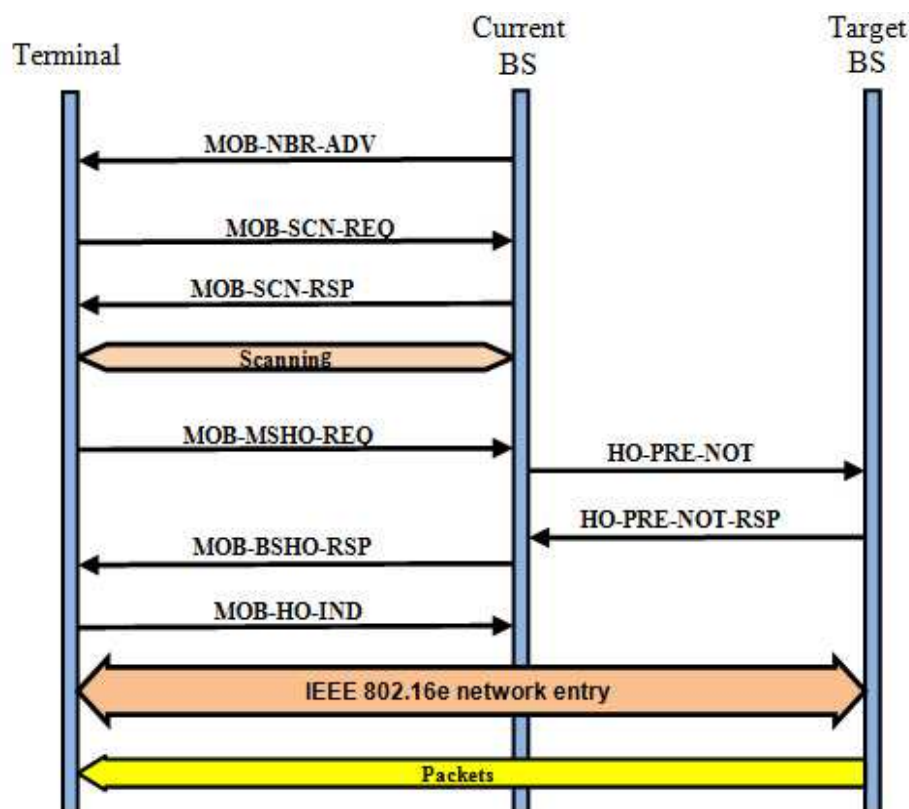 Terminal
Current
BS
Target
BS
MOB-NBR-ADV
MOB-SCN-REQ
MOB-SCN-RSP
Scanning
MOB-MSHO-REQ
HO-PRE-NOT
HO-PRE-NOT-RSP
MOB-BSHO-RSP
MOB-HO-IND
IEEE 802.16e network entry
Packets